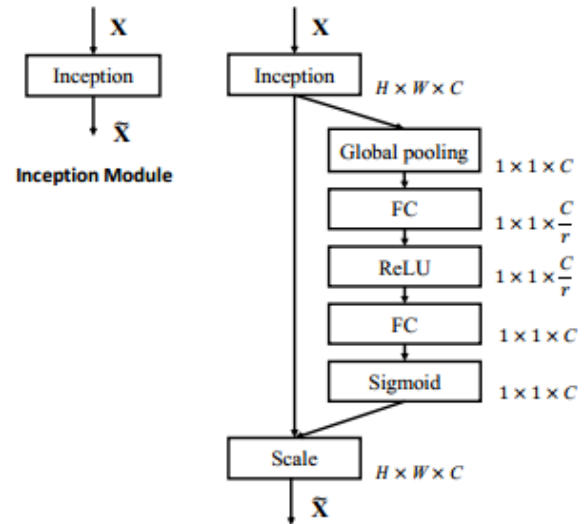 X
Inception
X̃
Inception Module
X
Inception
H × W × C
Global pooling
1 × 1 × C
FC
1 × 1 × C/r
ReLU
1 × 1 × C/r
FC
1 × 1 × C
Sigmoid
1 × 1 × C
Scale
H × W × C
X̃